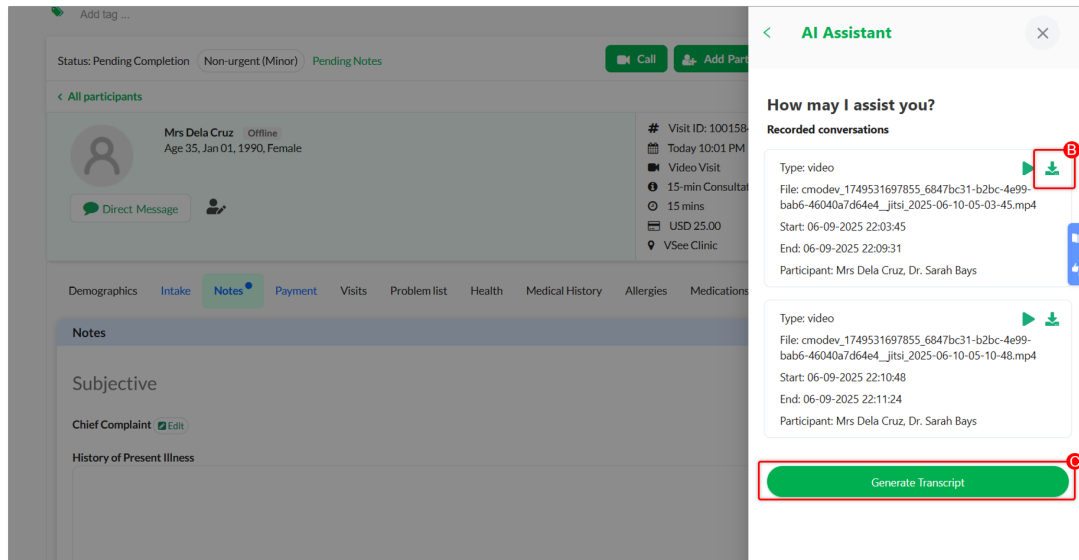 Add tag ...
Status: Pending Completion Non-urgent (Minor) Pending Notes
Call Add Part
< All participants
Mrs Dela Cruz Offline
Age 35, Jan 01, 1990, Female
Direct Message
# Visit ID: 1001584
Today 10:01 PM
Video Visit
15-min Consultat
15 mins
USD 25.00
VSee Clinic
Demographics Intake Notes Payment Visits Problem list Health Medical History Allergies Medications
Notes
Subjective
Chief Complaint Edit
History of Present Illness
< AI Assistant ×
How may I assist you?
Recorded conversations
B
Type: video
File: cmodev_1749531697855_6847bc31-b2bc-4e99-
bab6-46040a7d64e4__jitsi_2025-06-10-05-03-45.mp4
Start: 06-09-2025 22:03:45
End: 06-09-2025 22:09:31
Participant: Mrs Dela Cruz, Dr. Sarah Bays
Type: video
File: cmodev_1749531697855_6847bc31-b2bc-4e99-
bab6-46040a7d64e4__jitsi_2025-06-10-05-10-48.mp4
Start: 06-09-2025 22:10:48
End: 06-09-2025 22:11:24
Participant: Mrs Dela Cruz, Dr. Sarah Bays
C
Generate Transcript